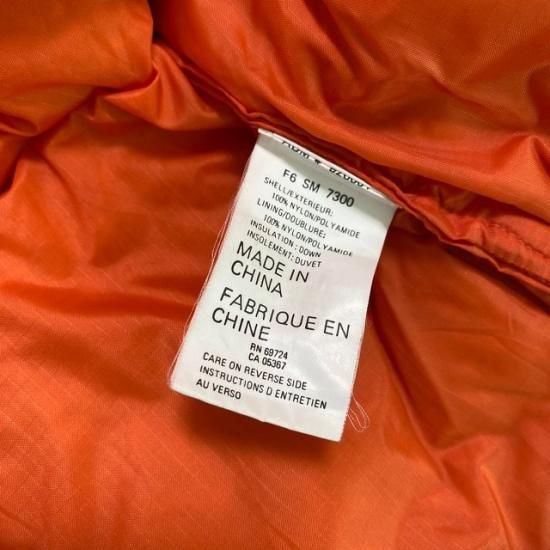 F6 SM 7300
SHELL/EXTERIEUR:
100% NYLON/POLYAMIDE
LINING/DOUBLURE:
100% NYLON/POLYAMIDE
INSULATION: DOWN
INSOLEMENT: DUVET
MADE IN
CHINA
FABRIQUE EN
CHINE
RN 69724
CA 05367
CARE ON REVERSE SIDE
INSTRUCTIONS D ENTRETIEN
AU VERSO